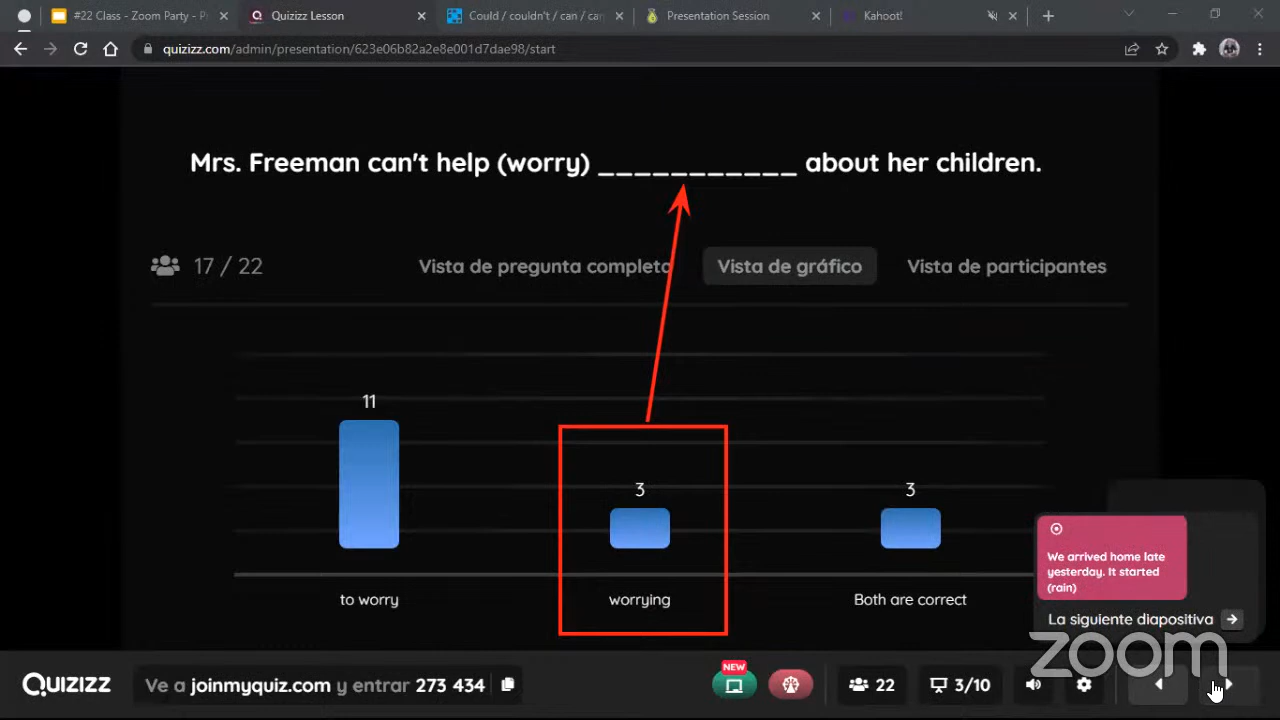 #22 Class - Zoom Party - P
Quizizz Lesson
Could / couldn't / can / can
Presentation Session
Kahoot!
quizizz.com/admin/presentation/623e06b82a2e8e001d7dae98/start
Mrs. Freeman can't help (worry) ___________ about her children.
17 / 22
Vista de pregunta completa
Vista de gráfico
Vista de participantes
11
3
3
to worry
worrying
Both are correct
We arrived home late
yesterday. It started
(rain)
La siguiente diapositiva
zoom
Quizizz
Ve a joinmyquiz.com y entrar 273 434
NEW
22
3/10